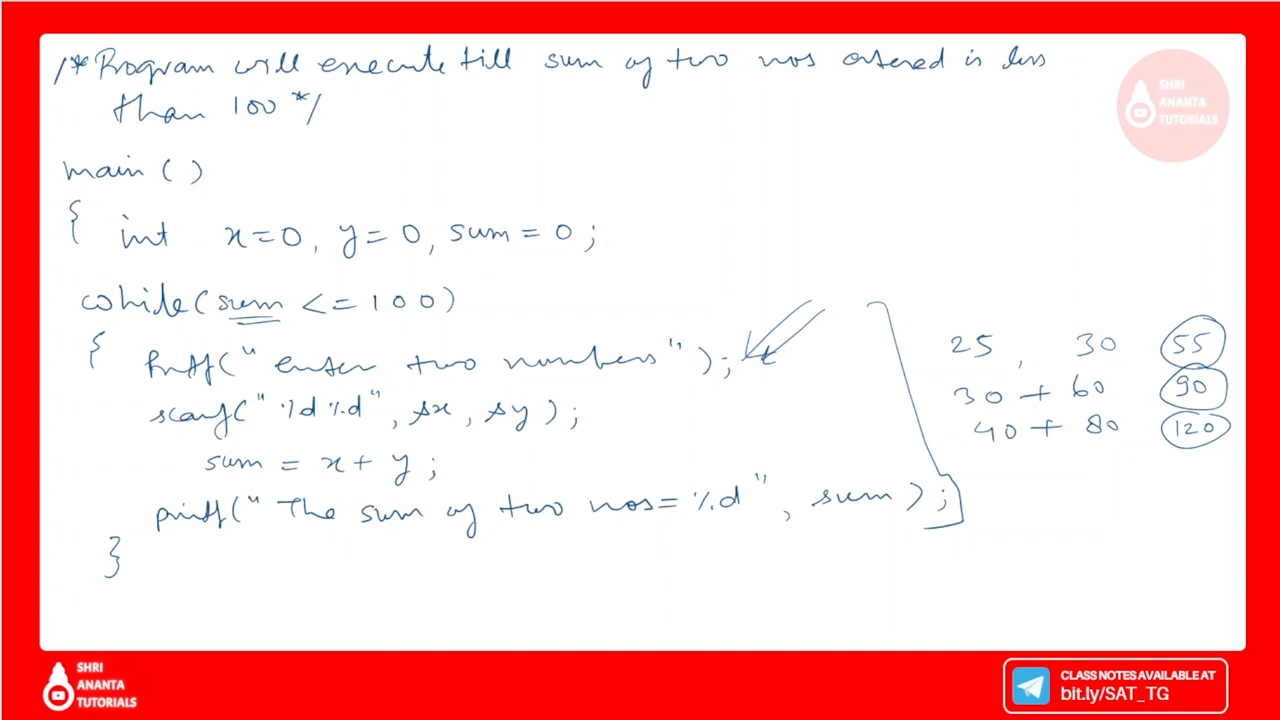 /*Program will execute till sum of two nos entered is less
than 100 */
SHRI
ANANTA
TUTORIALS
main ( )
{ int x=0, y=0, sum = 0 ;
while ( sum <= 100 )
{ printf(" enter two numbers " ) ;
scanf(" %d %d" , &x , &y ) ;
sum = x + y ;
printf(" The sum of two nos = %d " , sum ) ;
}
25 , 30 55
30 + 60 90
40 + 80 120
SHRI
ANANTA
TUTORIALS
CLASS NOTES AVAILABLE AT
bit.ly/SAT_TG